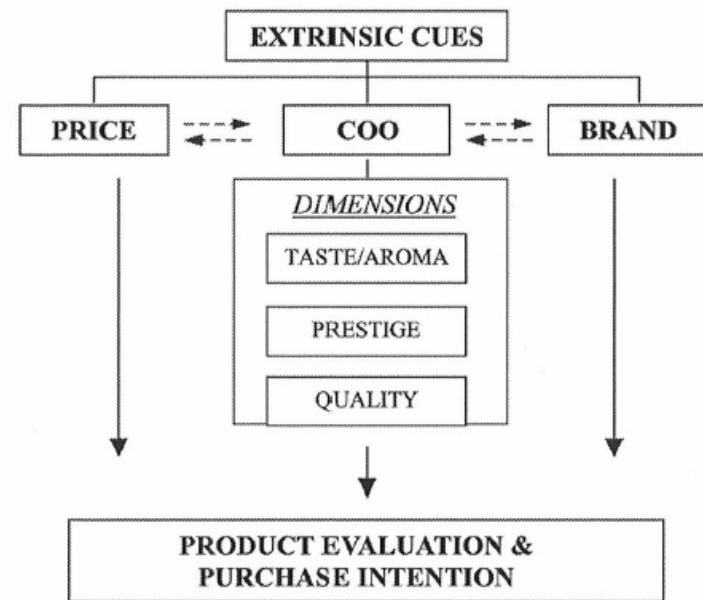 EXTRINSIC CUES
PRICE
COO
BRAND
DIMENSIONS
TASTE/AROMA
PRESTIGE
QUALITY
PRODUCT EVALUATION &
PURCHASE INTENTION